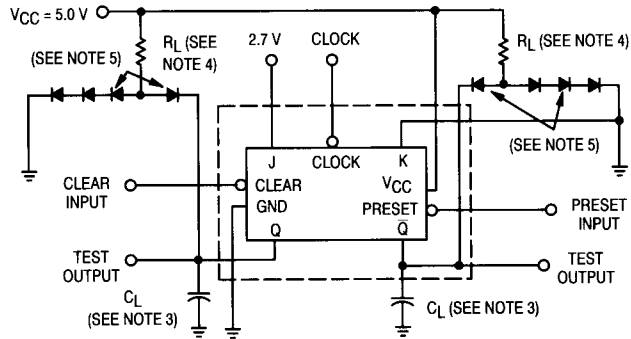 VCC = 5.0 V
RL (SEE NOTE 4)
(SEE NOTE 5)
2.7 V
CLOCK
RL (SEE NOTE 4)
(SEE NOTE 5)
J
CLOCK
K
CLEAR INPUT
CLEAR
VCC
GND
PRESET
PRESET INPUT
Q
Q̅
TEST OUTPUT
TEST OUTPUT
CL (SEE NOTE 3)
CL (SEE NOTE 3)